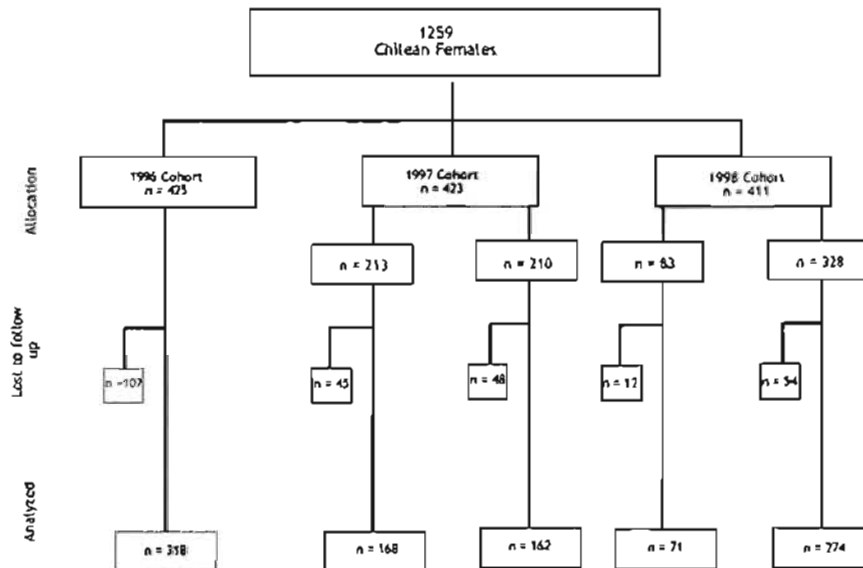 1259
Chilean Females
Allocation
1996 Cohort
n = 425
1997 Cohort
n = 423
1998 Cohort
n = 411
n = 213
n = 210
n = 83
n = 328
Lost to follow
up
n =107
n = 45
n = 48
n = 12
n = 54
Analyzed
n = 318
n = 168
n = 162
n = 71
n = 274